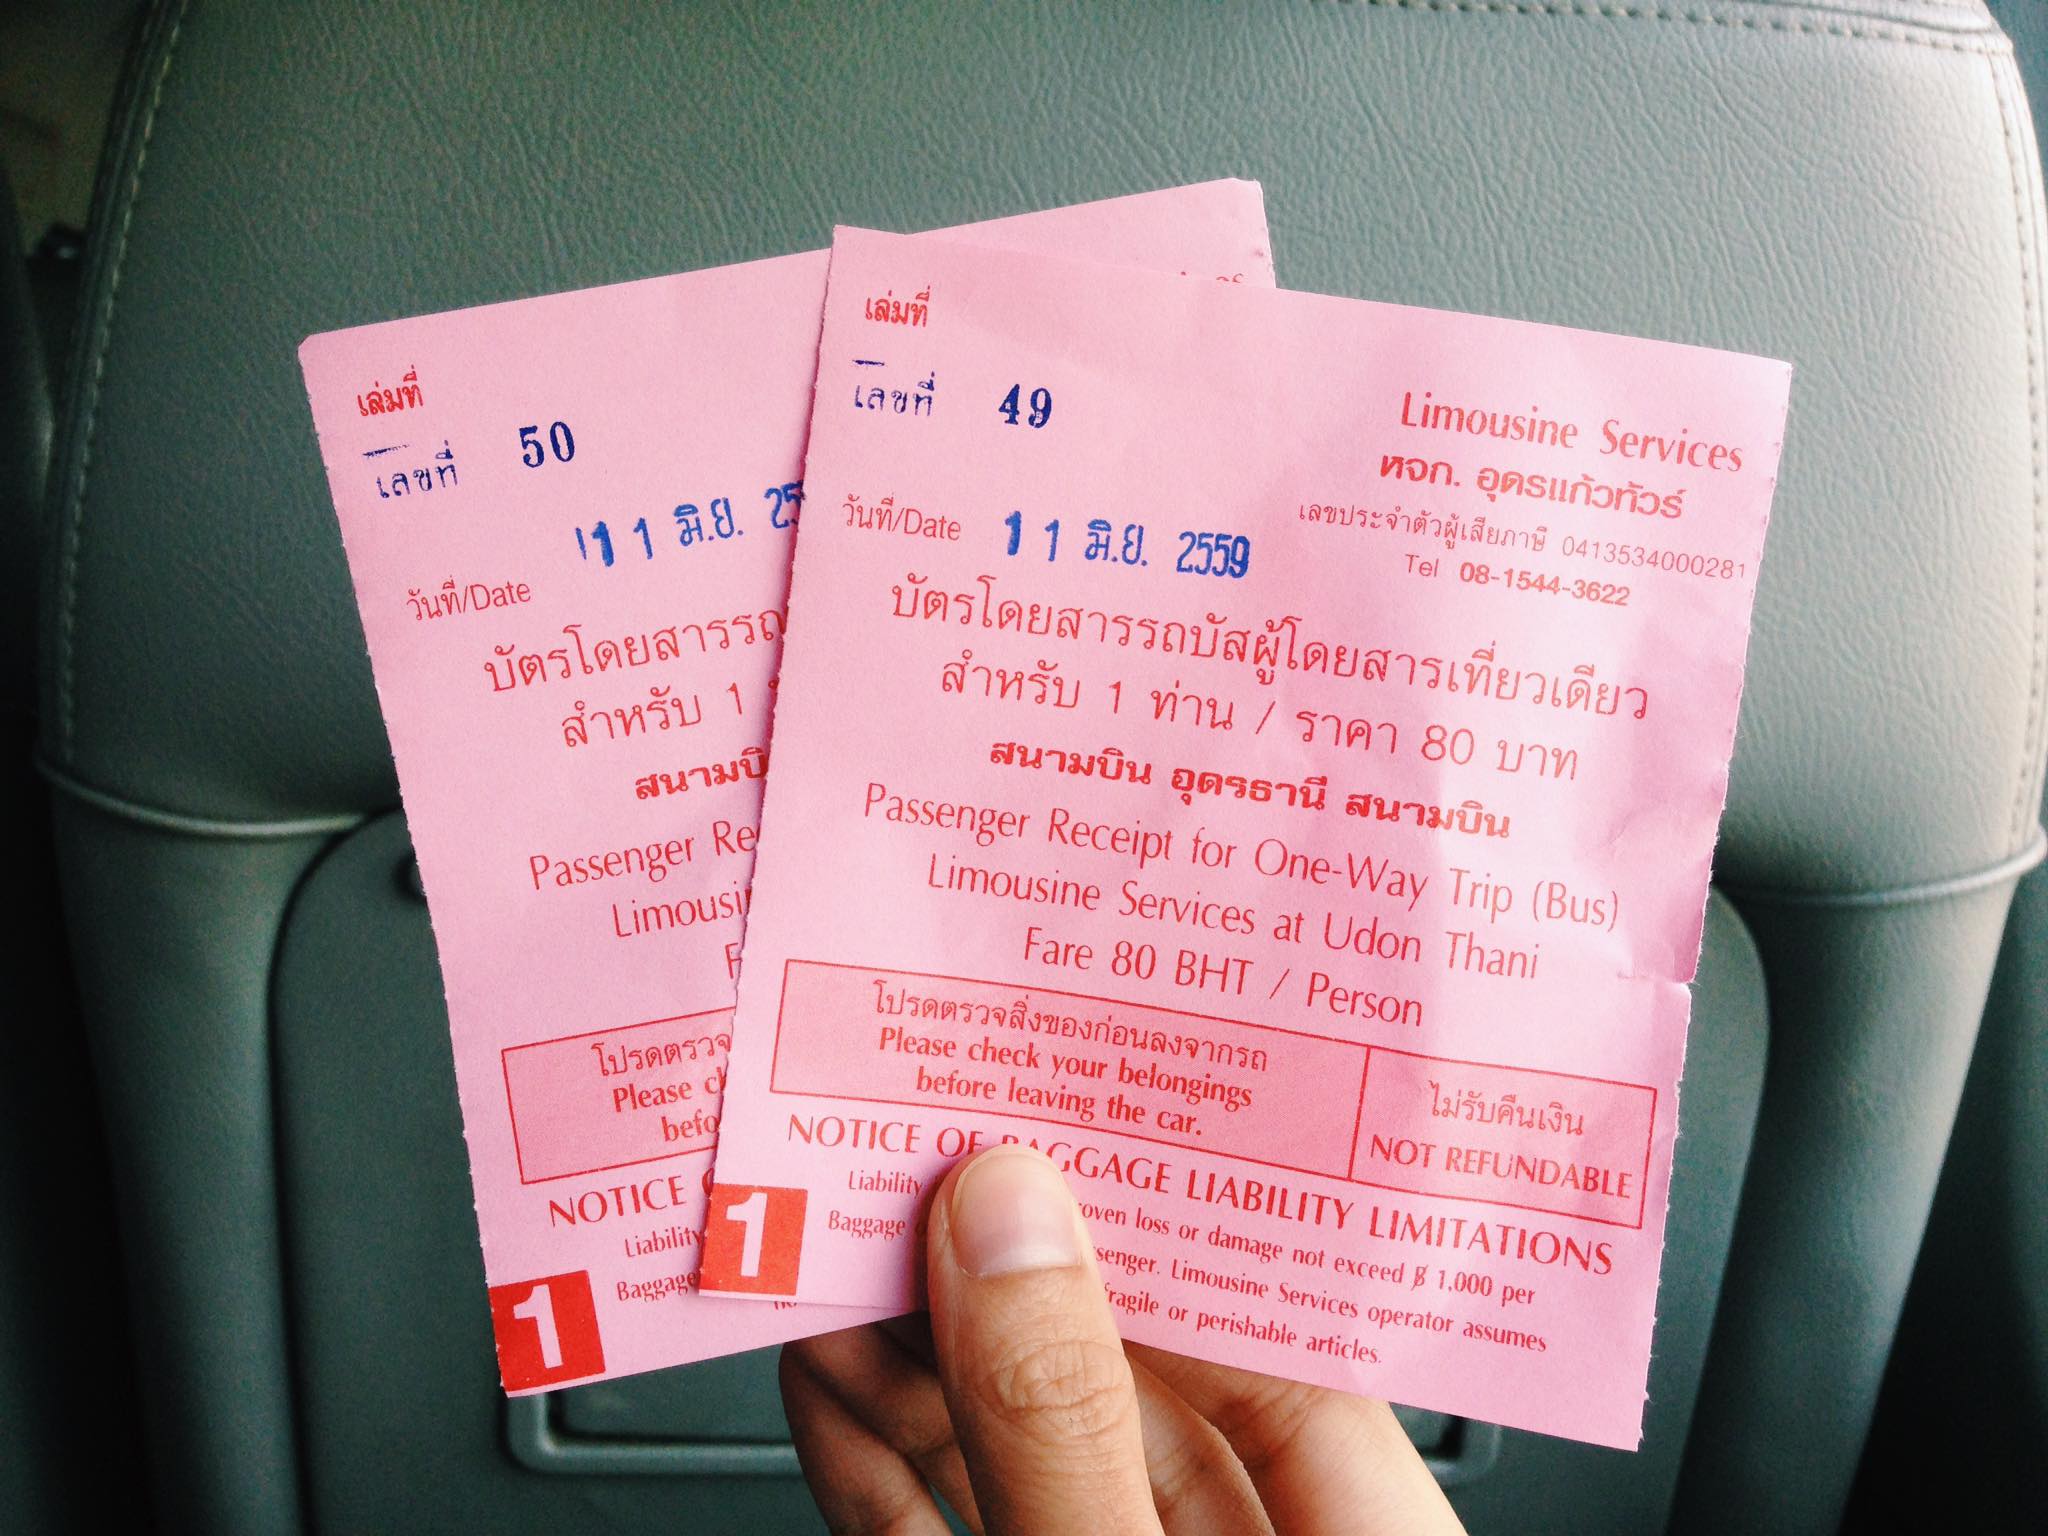 เล่มที่
เลขที่ 50
11 มิ.ย. 25
วันที่/Date
บัตรโดยสารรถ
สำหรับ 1
สนามบิ
Passenger Re
Limousi
F
โปรดตรวจ
Please ch
befo
NOTICE
Liability
Baggage
no
1
เล่มที่
เลขที่ 49
Limousine Services
หจก. อุดรแก้วทัวร์
เลขประจำตัวผู้เสียภาษี 0413534000281
Tel 08-1544-3622
วันที่/Date 11 มิ.ย. 2559
บัตรโดยสารรถบัสผู้โดยสารเที่ยวเดียว
สำหรับ 1 ท่าน / ราคา 80 บาท
สนามบิน อุดรธานี สนามบิน
Passenger Receipt for One-Way Trip (Bus)
Limousine Services at Udon Thani
Fare 80 BHT / Person
โปรดตรวจสิ่งของก่อนลงจากรถ
Please check your belongings
before leaving the car.
ไม่รับคืนเงิน
NOT REFUNDABLE
NOTICE OF BAGGAGE LIABILITY LIMITATIONS
Liability oven loss or damage not exceed ฿ 1,000 per
Baggage ssenger. Limousine Services operator assumes
fragile or perishable articles.
1